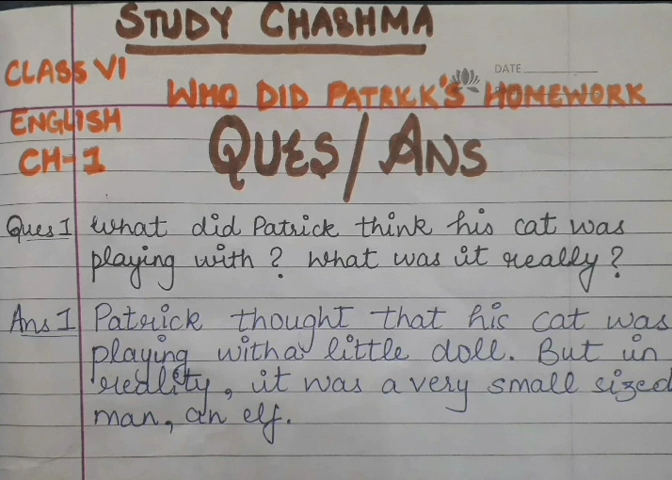 STUDY CHASHMA
CLASS VI
DATE
WHO DID PATRICK'S HOMEWORK
ENGLISH
CH-1
QUES/ANS
Ques 1 What did Patrick think his cat was
playing with? What was it really?
Ans 1 Patrick thought that his cat was
playing with a little doll. But in
reality, it was a very small sized
man, an elf.